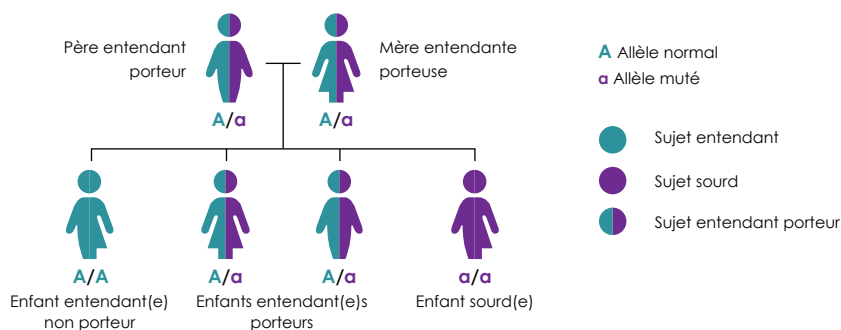 Père entendant
porteur
Mère entendante
porteuse
A/a
A/a
A Allèle normal
a Allèle muté
Sujet entendant
Sujet sourd
Sujet entendant porteur
A/A
A/a
A/a
a/a
Enfant entendant(e)
non porteur
Enfants entendant(e)s
porteurs
Enfant sourd(e)